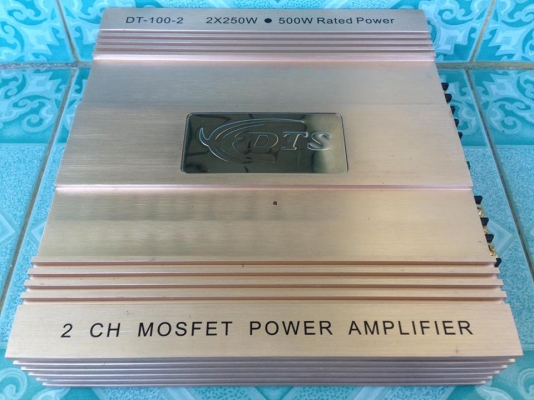 DT-100-2 2X250W ● 500W Rated Power
DTS
2 CH MOSFET POWER AMPLIFIER